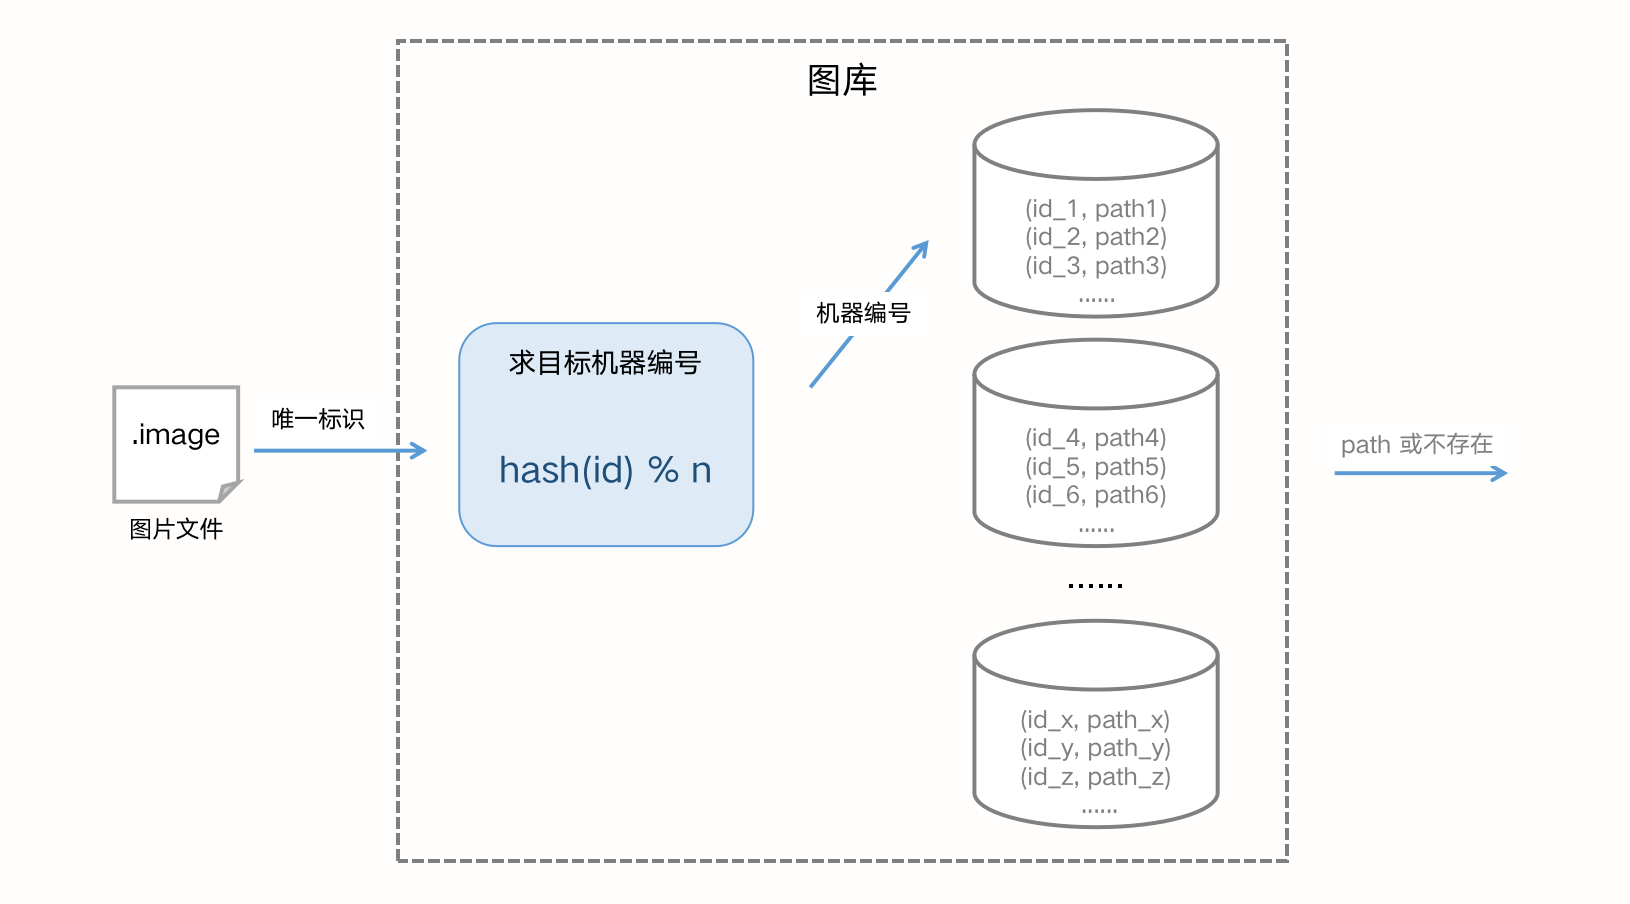 图库
.image
图片文件
唯一标识
求目标机器编号
hash(id) % n
机器编号
(id_1, path1)
(id_2, path2)
(id_3, path3)
......
(id_4, path4)
(id_5, path5)
(id_6, path6)
......
......
(id_x, path_x)
(id_y, path_y)
(id_z, path_z)
......
path 或不存在